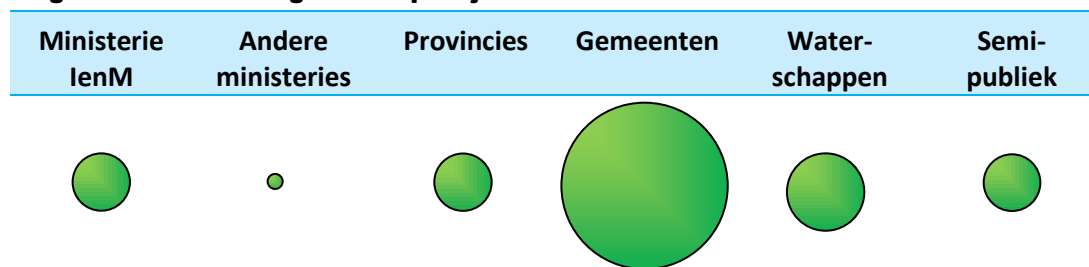 Ministerie Andere Provincies Gemeenten Water- Semi-
IenM ministeries schappen publiek